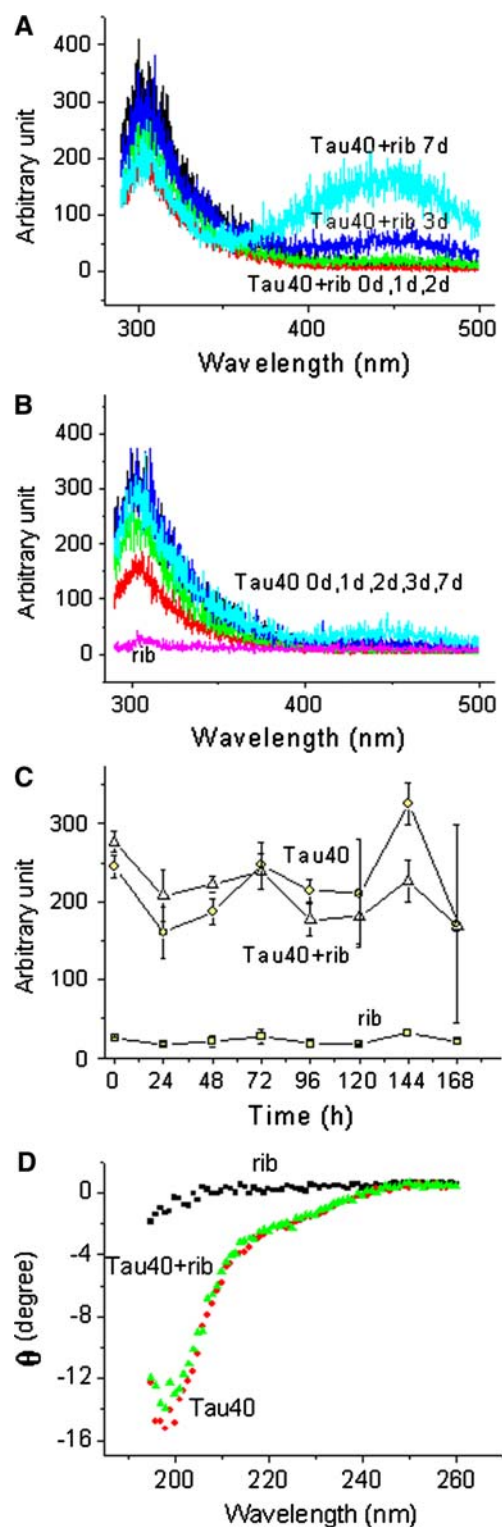 A
400
300
200
100
0
Arbitrary unit
Tau40+rib 7d
Tau40+rib 3d
Tau40+rib 0d,1d,2d
300
400
500
Wavelength (nm)
B
400
300
200
100
0
Arbitrary unit
Tau40 0d,1d,2d,3d,7d
rib
300
400
500
Wavelength (nm)
C
300
200
100
0
Arbitrary unit
Tau40
Tau40+rib
rib
0 24 48 72 96 120 144 168
Time (h)
D
0
-4
-8
-12
-16
θ (degree)
rib
Tau40+rib
Tau40
200 220 240 260
Wavelength (nm)